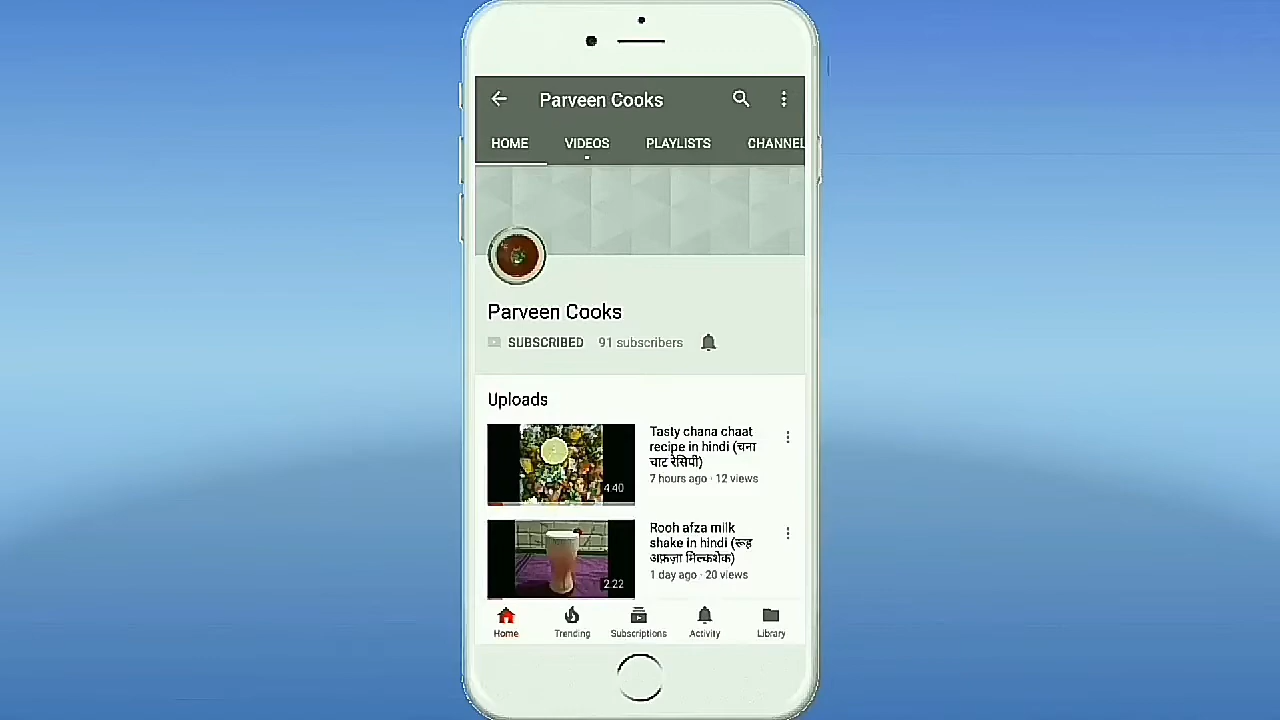 Parveen Cooks
HOME VIDEOS PLAYLISTS CHANNEL
Parveen Cooks
SUBSCRIBED 91 subscribers
Uploads
Tasty chana chaat
recipe in hindi (चना
चाट रेसिपी)
7 hours ago · 12 views
4:40
Rooh afza milk
shake in hindi (रूह
अफ़ज़ा मिल्कशेक)
1 day ago · 20 views
2:22
Home Trending Subscriptions Activity Library